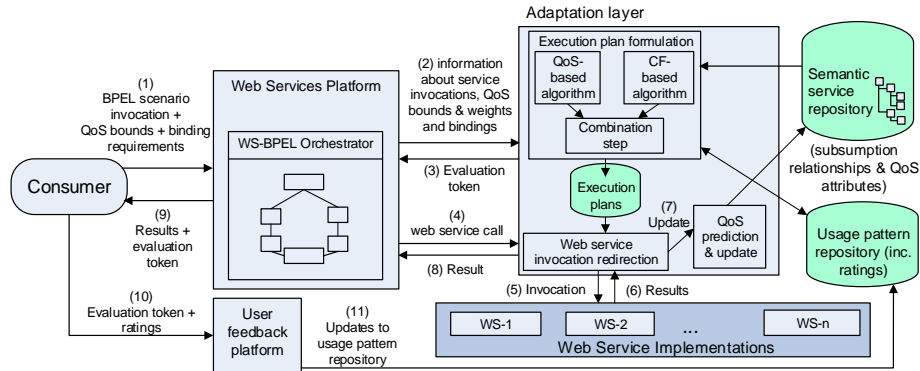 Adaptation layer
Execution plan formulation
QoS-
based
algorithm
CF-
based
algorithm
Combination
step
Execution
plans
(7)
Update
QoS
prediction
& update
Web service
invocation redirection
Semantic
service
repository
(subsumption
relationships & QoS
attributes)
Usage pattern
repository (inc.
ratings)
(1)
BPEL scenario
invocation +
QoS bounds + binding
requirements
Web Services Platform
WS-BPEL Orchestrator
(2) information
about service
invocations, QoS
bounds & weights
and bindings
(3) Evaluation
token
(4)
web service call
(8) Result
Consumer
(9)
Results +
evaluation
token
(10)
Evaluation token +
ratings
User
feedback
platform
(11)
Updates to
usage pattern
repository
(5) Invocation
(6) Results
WS-1
WS-2
...
WS-n
Web Service Implementations